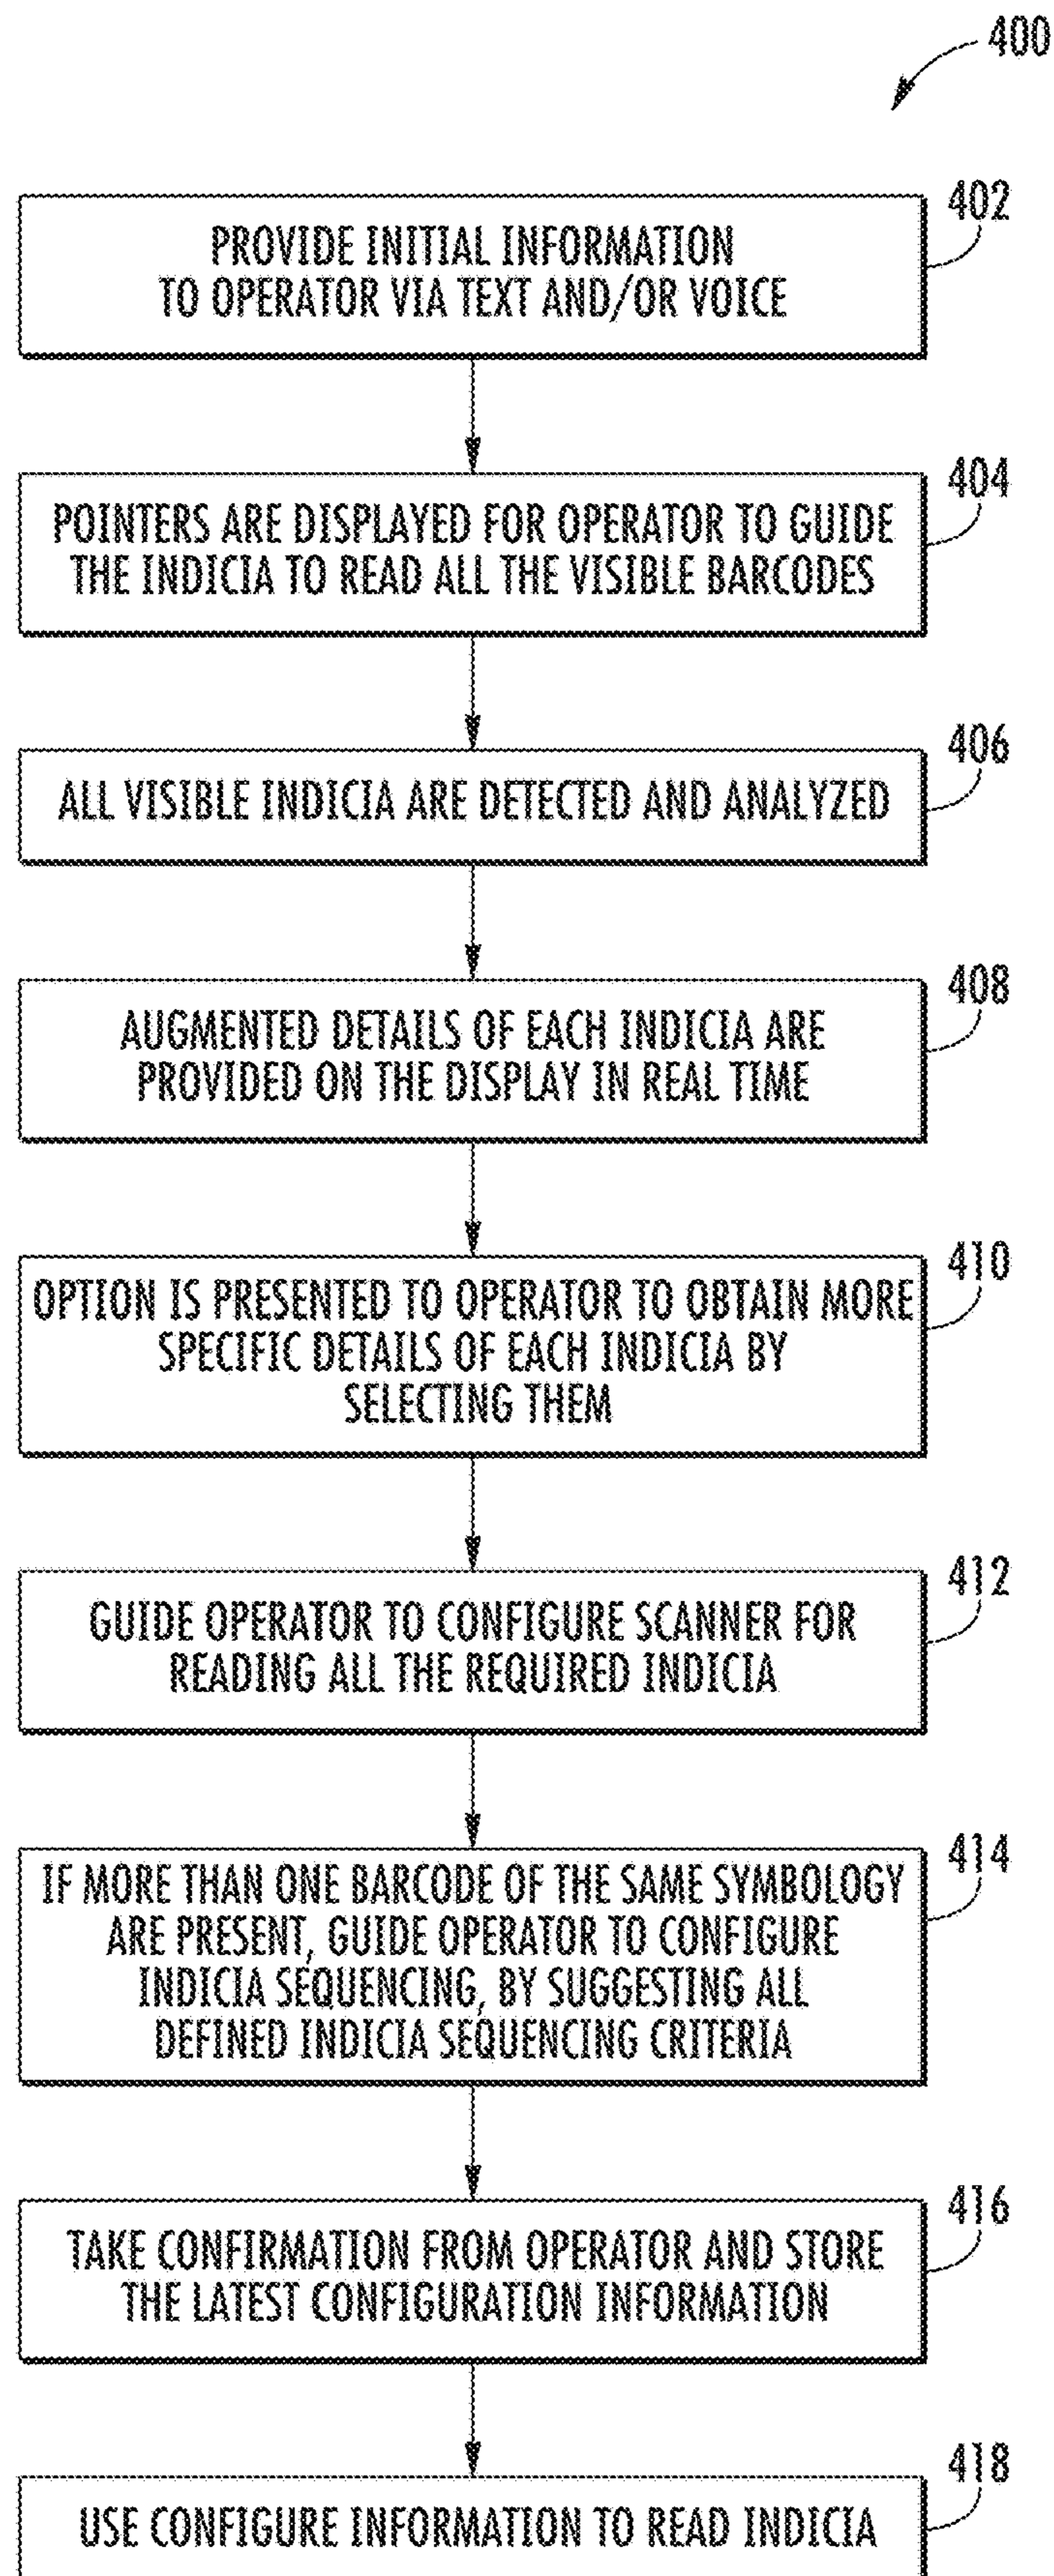 400
402
PROVIDE INITIAL INFORMATION
TO OPERATOR VIA TEXT AND/OR VOICE
404
POINTERS ARE DISPLAYED FOR OPERATOR TO GUIDE
THE INDICIA TO READ ALL THE VISIBLE BARCODES
406
ALL VISIBLE INDICIA ARE DETECTED AND ANALYZED
408
AUGMENTED DETAILS OF EACH INDICIA ARE
PROVIDED ON THE DISPLAY IN REAL TIME
410
OPTION IS PRESENTED TO OPERATOR TO OBTAIN MORE
SPECIFIC DETAILS OF EACH INDICIA BY
SELECTING THEM
412
GUIDE OPERATOR TO CONFIGURE SCANNER FOR
READING ALL THE REQUIRED INDICIA
414
IF MORE THAN ONE BARCODE OF THE SAME SYMBOLOGY
ARE PRESENT, GUIDE OPERATOR TO CONFIGURE
INDICIA SEQUENCING, BY SUGGESTING ALL
DEFINED INDICIA SEQUENCING CRITERIA
416
TAKE CONFIRMATION FROM OPERATOR AND STORE
THE LATEST CONFIGURATION INFORMATION
418
USE CONFIGURE INFORMATION TO READ INDICIA